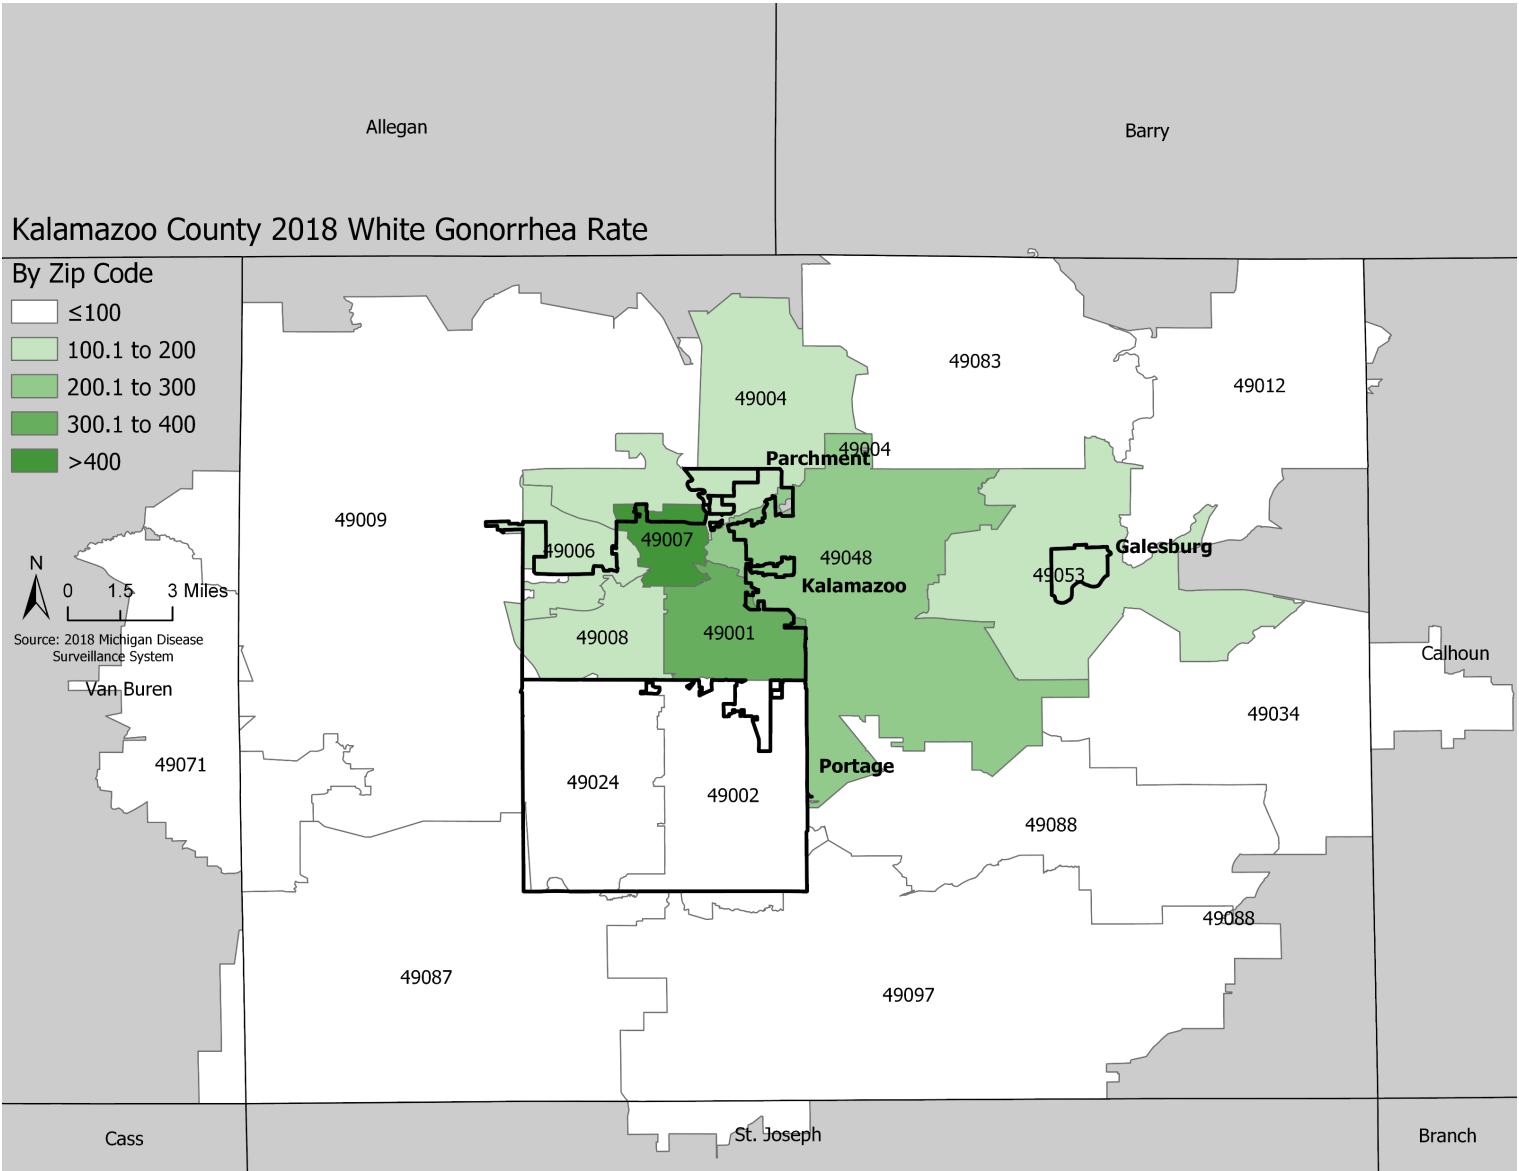 Allegan
Barry
Kalamazoo County 2018 White Gonorrhea Rate
By Zip Code
≤100
100.1 to 200
200.1 to 300
300.1 to 400
>400
49083
49012
49004
49004
Parchment
49009
49006
49007
49048
Galesburg
49053
Kalamazoo
N
0 1.5 3 Miles
Source: 2018 Michigan Disease
Surveillance System
49008
49001
Calhoun
Van Buren
49034
49071
Portage
49024
49002
49088
49088
49087
49097
Cass
St. Joseph
Branch